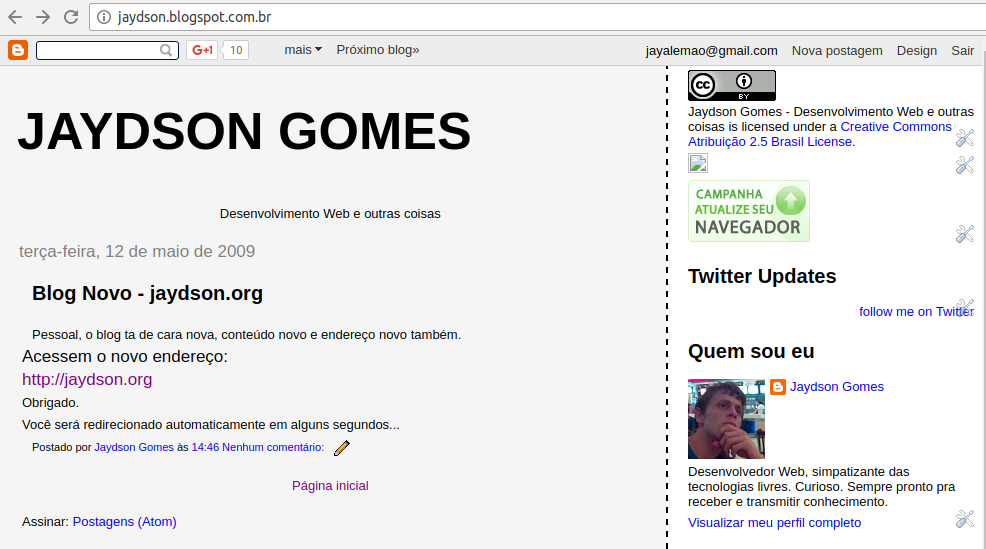 jaydson.blogspot.com.br
G+1 10 mais Próximo blog» jayalemao@gmail.com Nova postagem Design Sair
JAYDSON GOMES
Desenvolvimento Web e outras coisas
terça-feira, 12 de maio de 2009
Blog Novo - jaydson.org
Pessoal, o blog ta de cara nova, conteúdo novo e endereço novo também.
Acessem o novo endereço:
http://jaydson.org
Obrigado.
Você será redirecionado automaticamente em alguns segundos...
Postado por Jaydson Gomes às 14:46 Nenhum comentário:
Página inicial
Assinar: Postagens (Atom)
cc
BY
Jaydson Gomes - Desenvolvimento Web e outras
coisas is licensed under a Creative Commons
Atribuição 2.5 Brasil License.
CAMPANHA
ATUALIZE SEU
NAVEGADOR
Twitter Updates
follow me on Twitter
Quem sou eu
Jaydson Gomes
Desenvolvedor Web, simpatizante das
tecnologias livres. Curioso. Sempre pronto pra
receber e transmitir conhecimento.
Visualizar meu perfil completo